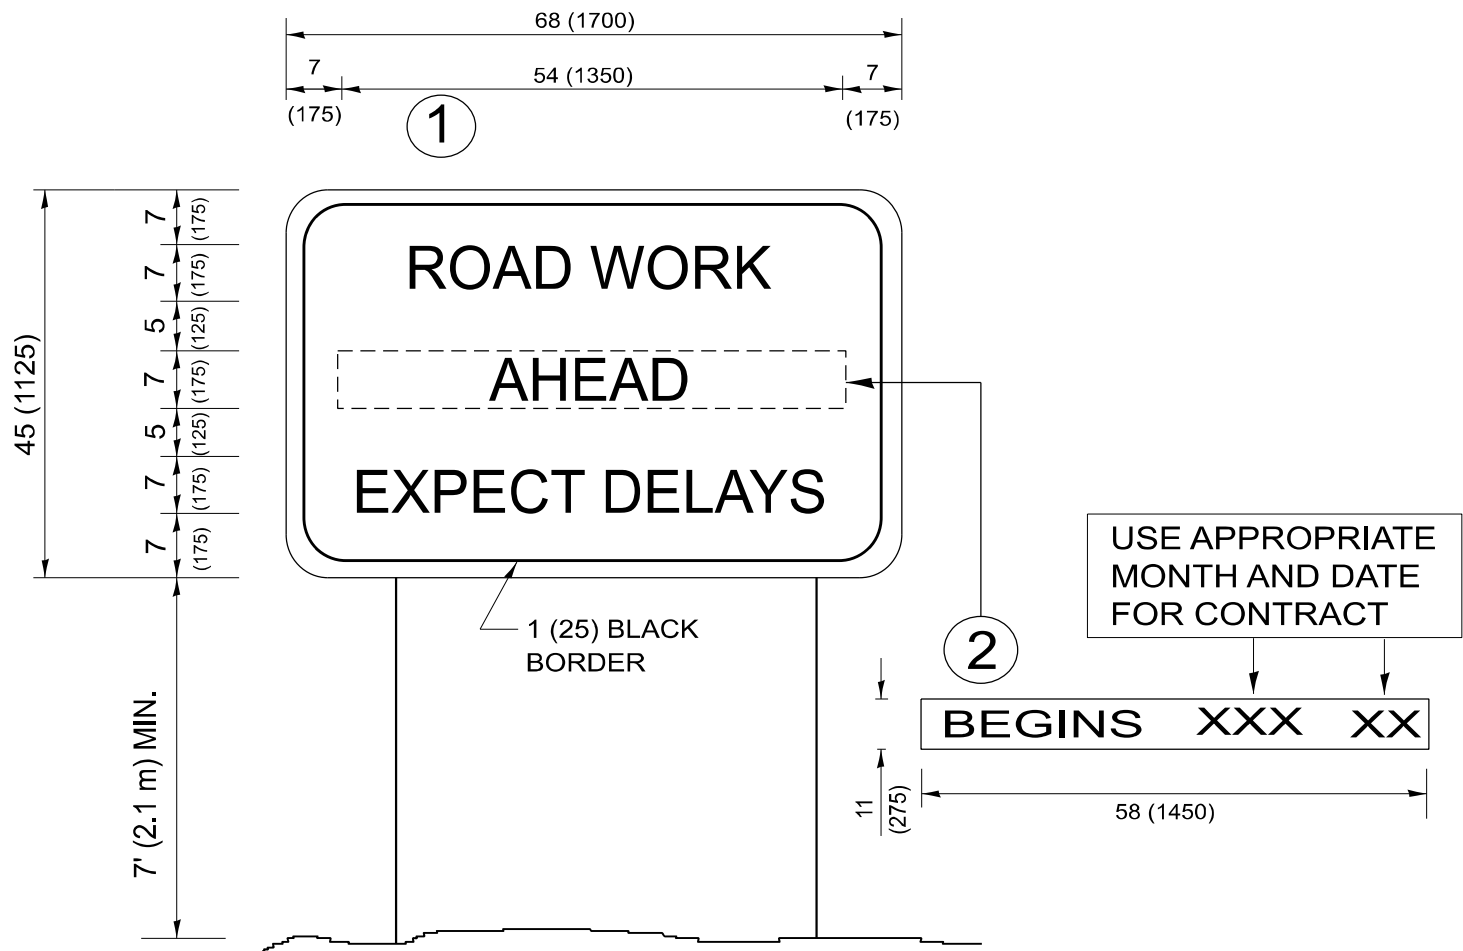 68 (1700)
7
54 (1350)
7
(175)
(175)
1
45 (1125)
7 (175)
7 (175)
5 (125)
7 (175)
5 (125)
7 (175)
7 (175)
ROAD WORK
AHEAD
EXPECT DELAYS
1 (25) BLACK
BORDER
7' (2.1 m) MIN.
USE APPROPRIATE
MONTH AND DATE
FOR CONTRACT
2
BEGINS XXX XX
11
(275)
58 (1450)